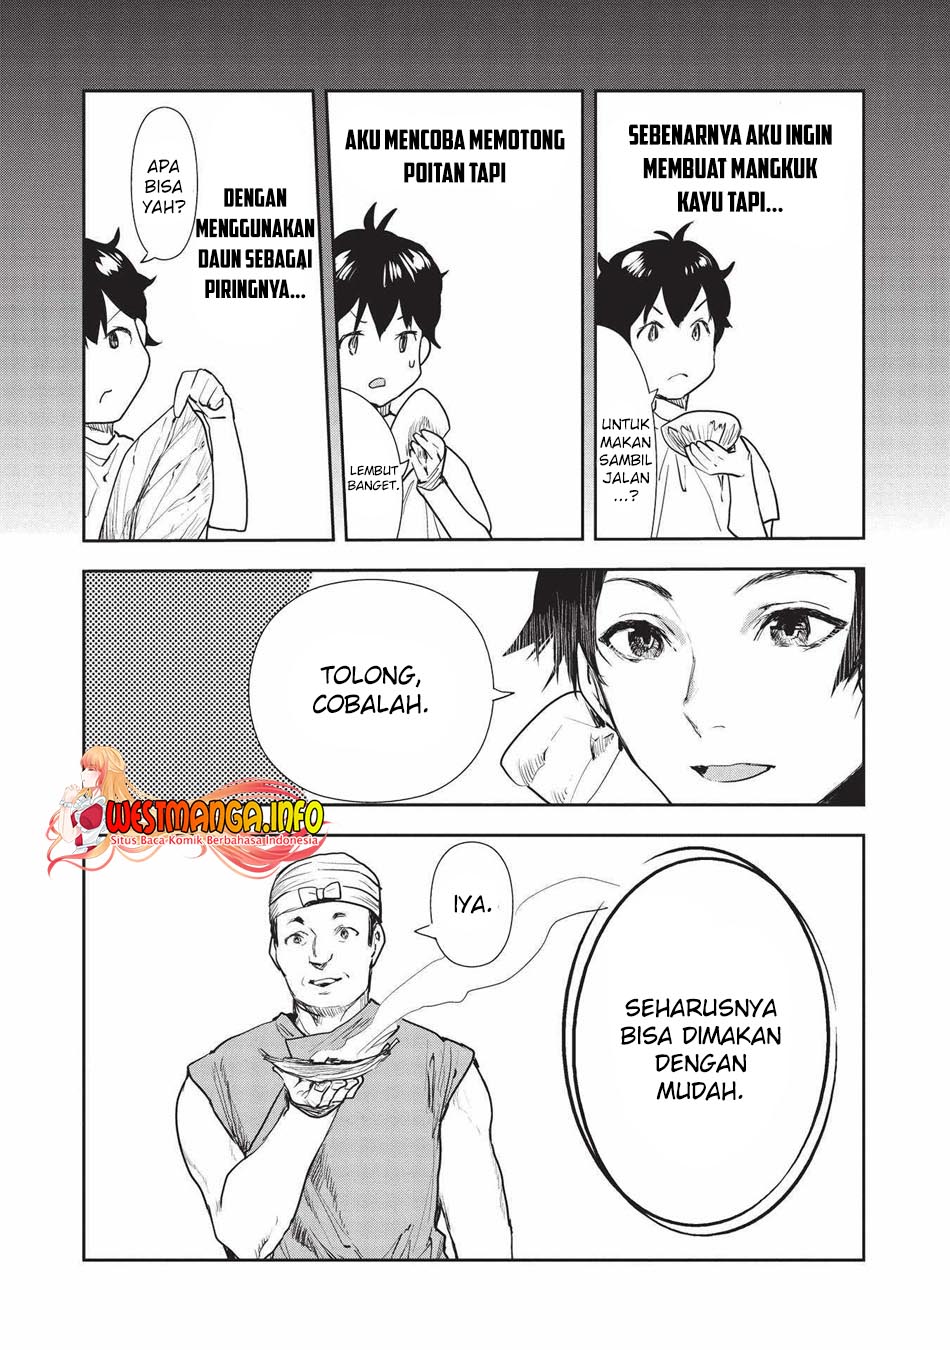 SEBENARNYA AKU INGIN
MEMBUAT MANGKUK
KAYU TAPI...
UNTUK
MAKAN
SAMBIL
JALAN
...?
AKU MENCOBA MEMOTONG
POITAN TAPI
LEMBUT
BANGET.
DENGAN
MENGGUNAKAN
DAUN SEBAGAI
PIRINGNYA...
APA
BISA
YAH?
TOLONG,
COBALAH.
WESTMANGA.INFO
SITUS BACA KOMIK BERBAHASA INDONESIA
SEHARUSNYA
BISA DIMAKAN
DENGAN
MUDAH.
IYA.